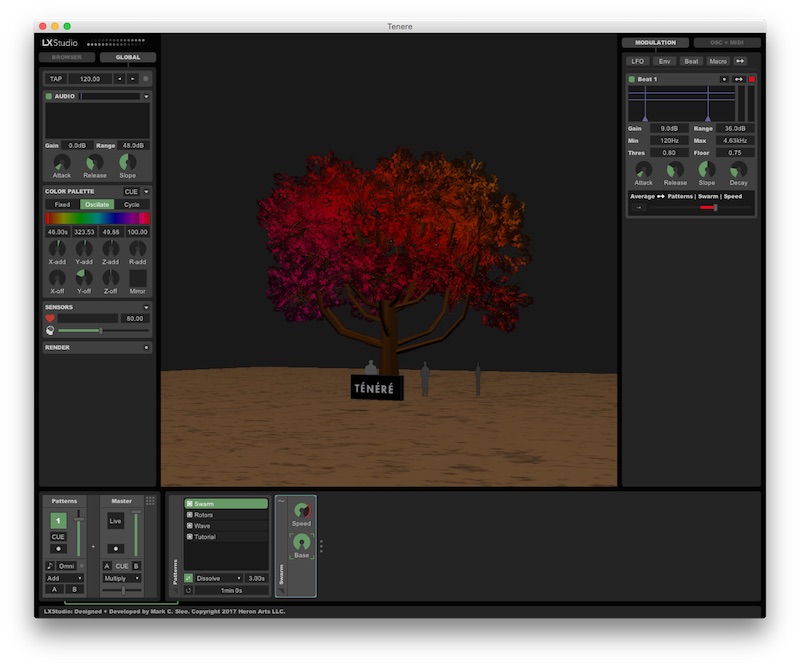 Tenere
LXStudio
BROWSER GLOBAL
TAP 120.00
AUDIO
Gain 0.0dB Range 48.0dB
Attack Release Slope
COLOR PALETTE CUE
Fixed Oscillate Cycle
46.00s 323.53 49.88 100.00
X-add Y-add Z-add R-add
X-off Y-off Z-off Mirror
SENSORS
80.00
RENDER
TÉNÉRÉ
MODULATION OSC + MIDI
LFO Env Beat Macro
Beat 1
Gain 9.0dB Range 36.0dB
Min 120Hz Max 4.63kHz
Thres 0.80 Floor 0.75
Attack Release Slope Decay
Average ↔ Patterns | Swarm | Speed
Patterns Master
1 Live
CUE
Omni A CUE B
Add Multiply
A B
Patterns
Swarm
Rotors
Wave
Tutorial
Dissolve 3.00s
1min 0s
Swarm
Speed
Base
LXStudio: Designed + Developed by Mark C. Slee. Copyright 2017 Heron Arts LLC.